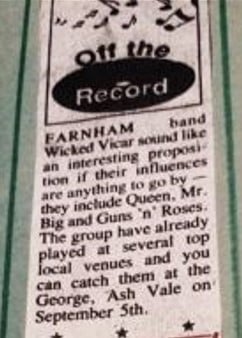 Off the
Record
FARNHAM band
Wicked Vicar sound like
an interesting proposi-
tion if their influences
are anything to go by —
they include Queen, Mr.
Big and Guns 'n' Roses.
The group have already
played at several top
local venues and you
can catch them at the
George, Ash Vale on
September 5th.